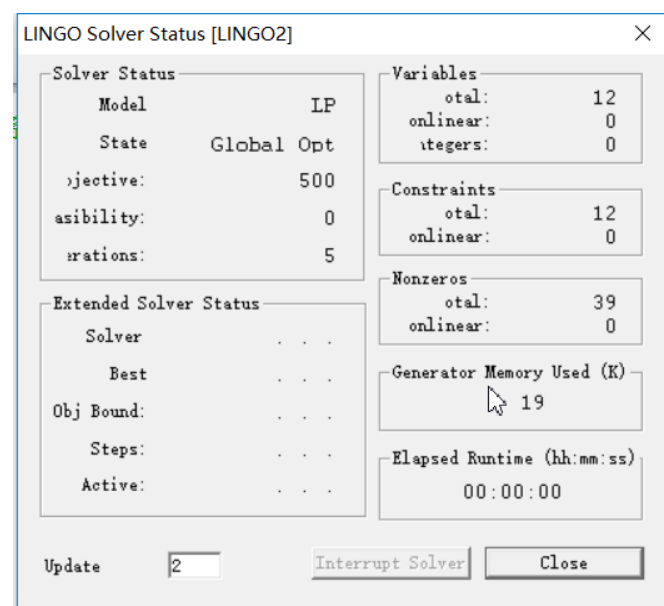 LINGO Solver Status [LINGO2]
Solver Status
Model LP
State Global Opt
jective: 500
asibility: 0
erations: 5
Extended Solver Status
Solver . . .
Best . . .
Obj Bound: . . .
Steps: . . .
Active: . . .
Variables
otal: 12
onlinear: 0
ntegers: 0
Constraints
otal: 12
onlinear: 0
Nonzeros
otal: 39
onlinear: 0
Generator Memory Used (K)
19
Elapsed Runtime (hh:mm:ss)
00:00:00
Update 2
Interrupt Solver
Close